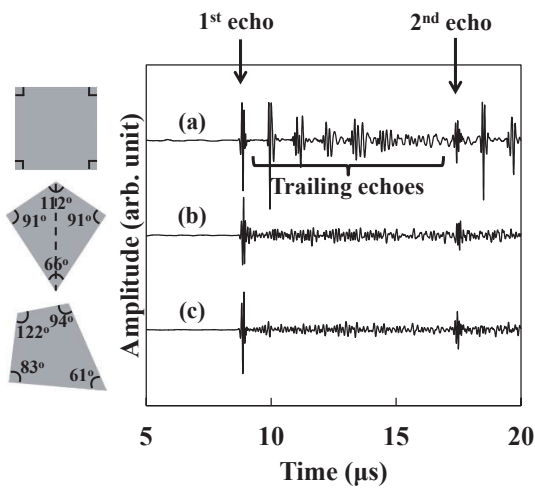 1st echo
2nd echo
(a)
Trailing echoes
112°
91°
91°
66°
(b)
122°
94°
83°
61°
(c)
Amplitude (arb. unit)
5
10
15
20
Time (μs)